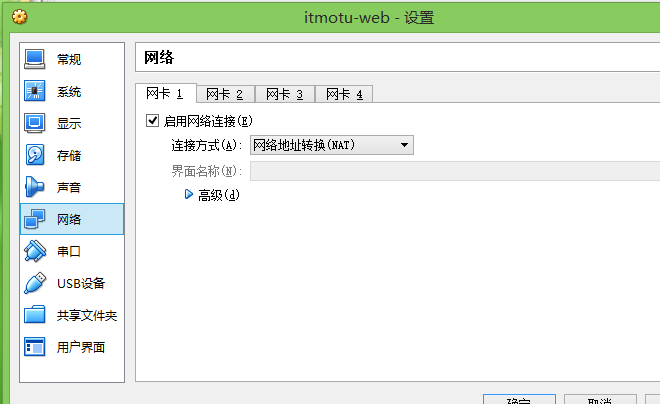 itmotu-web - 设置
常规
系统
显示
存储
声音
网络
串口
USB设备
共享文件夹
用户界面
网络
网卡 1 网卡 2 网卡 3 网卡 4
启用网络连接(E)
连接方式(A): 网络地址转换(NAT)
界面名称(N):
高级(d)
确定 取消